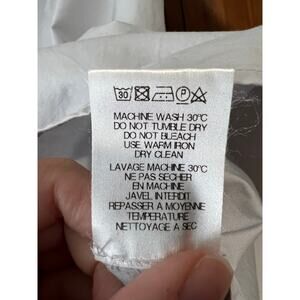 30
P
MACHINE WASH 30°C
DO NOT TUMBLE DRY
DO NOT BLEACH
USE WARM IRON
DRY CLEAN
LAVAGE MACHINE 30°C
NE PAS SECHER
EN MACHINE
JAVEL INTERDIT
REPASSER A MOYENNE
TEMPERATURE
NETTOYAGE A SEC